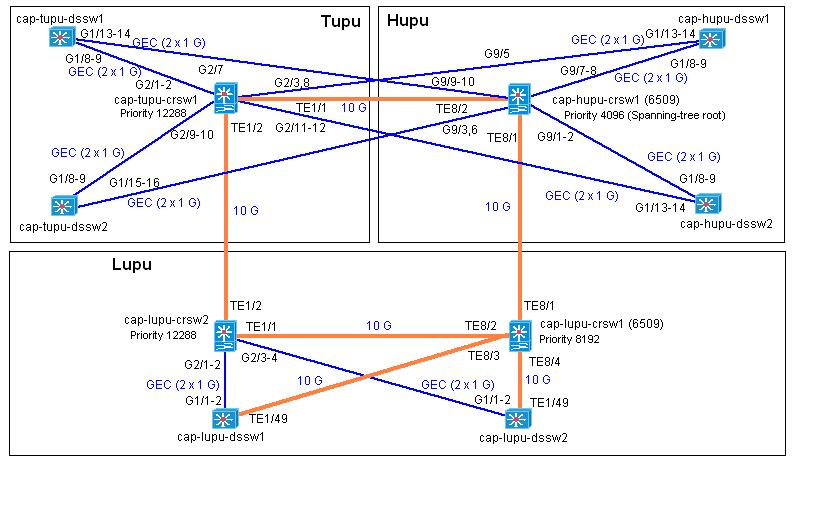 cap-tupu-dssw1
Tupu
Hupu
cap-hupu-dssw1
G1/13-14
GEC (2 x 1 G)
GEC (2 x 1 G)
G1/13-14
G1/8-9
GEC (2 x 1 G)
G2/7
G9/5
G9/7-8
G1/8-9
GEC (2 x 1 G)
G2/1-2
G2/3,8
G9/9-10
cap-tupu-crsw1
Priority 12288
TE1/1
10 G
TE8/2
cap-hupu-crsw1 (6509)
Priority 4096 (Spanning-tree root)
TE1/2
G2/11-12
G9/3,6
TE8/1
G9/1-2
G2/9-10
GEC (2 x 1 G)
GEC (2 x 1 G)
G1/8-9
G1/15-16
GEC (2 x 1 G)
G1/8-9
GEC (2 x 1 G)
G1/13-14
cap-tupu-dssw2
10 G
10 G
cap-hupu-dssw2
Lupu
TE1/2
TE8/1
cap-lupu-crsw2
Priority 12288
TE1/1
10 G
TE8/2
cap-lupu-crsw1 (6509)
Priority 8192
G2/1-2
G2/3-4
TE8/3
TE8/4
GEC (2 x 1 G)
10 G
GEC (2 x 1 G)
10 G
G1/1-2
G1/1-2
TE1/49
TE1/49
cap-lupu-dssw1
cap-lupu-dssw2